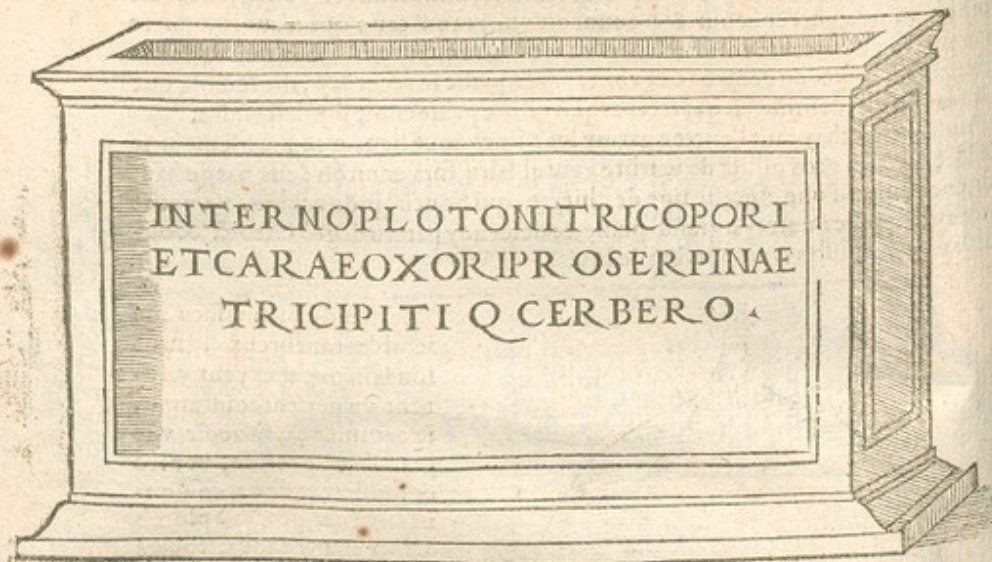 INTERNOPLOTONITRICOPORI
ETCARAEOXORIPROSERPINAE
TRICIPITI Q CERBERO.